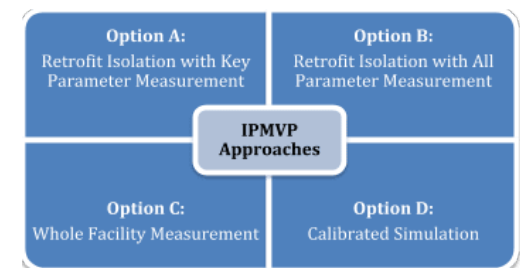 Option A:
Retrofit Isolation with Key
Parameter Measurement
Option B:
Retrofit Isolation with All
Parameter Measurement
IPMVP
Approaches
Option C:
Whole Facility Measurement
Option D:
Calibrated Simulation